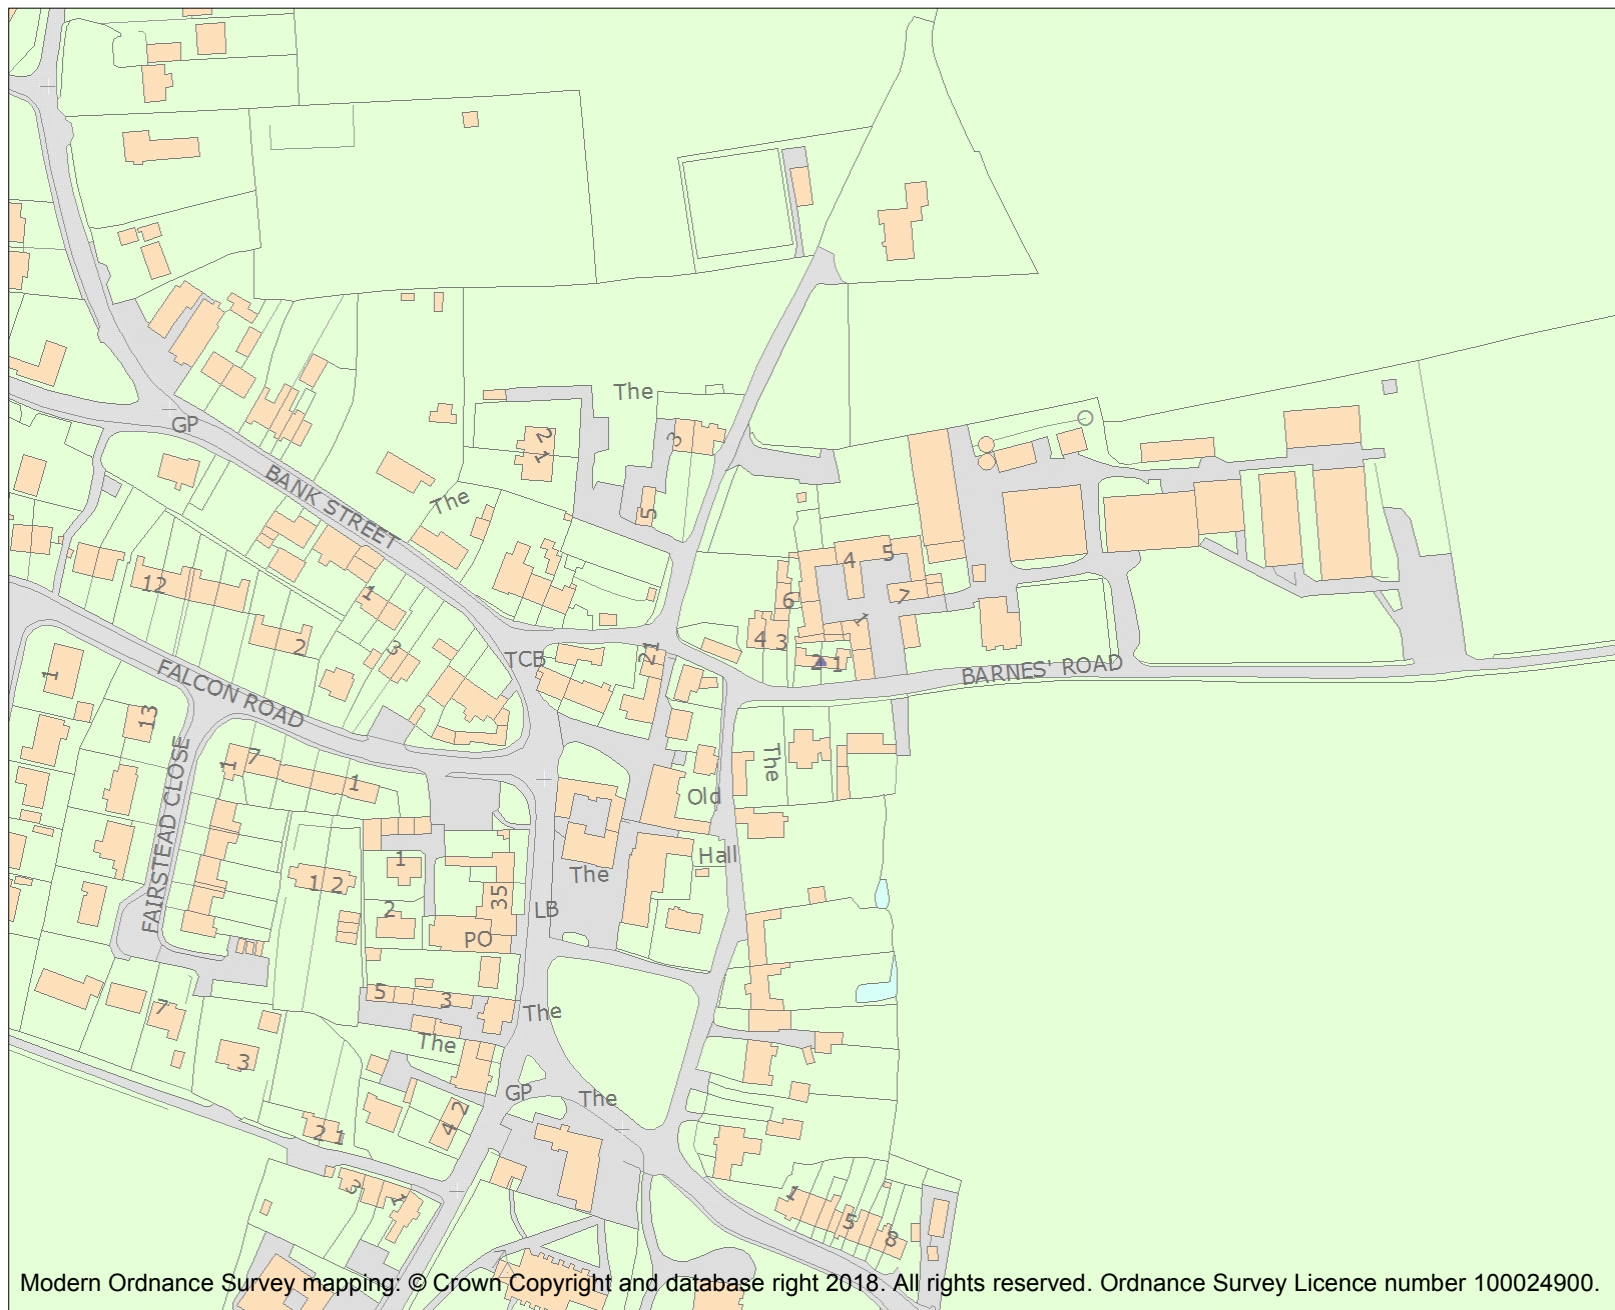 The
3
2
1
GP
BANK STREET
The
5
12
1
2
3
4
5
6
7
1
4
3
2
1
TCB
21
BARNES' ROAD
FALCON ROAD
1
13
FAIRSTEAD CLOSE
1
7
1
The
Old
Hall
1
1 2
2
35
The
LB
PO
5
3
The
The
7
3
GP
The
2
4
2 1
3
1
1
5
8
Modern Ordnance Survey mapping: © Crown Copyright and database right 2018. All rights reserved. Ordnance Survey Licence number 100024900.